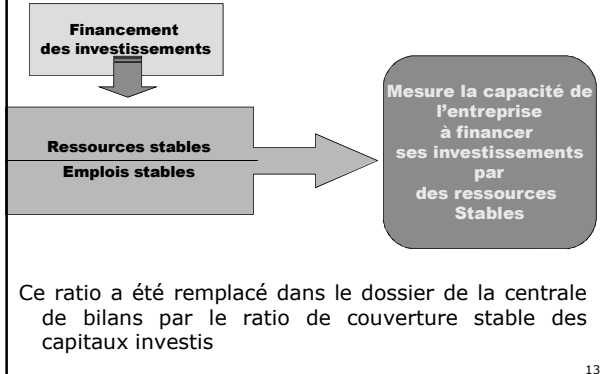 Financement
des investissements
Ressources stables
Emplois stables
Mesure la capacité de
l'entreprise
à financer
ses investissements
par
des ressources
Stables
Ce ratio a été remplacé dans le dossier de la centrale
de bilans par le ratio de couverture stable des
capitaux investis
13